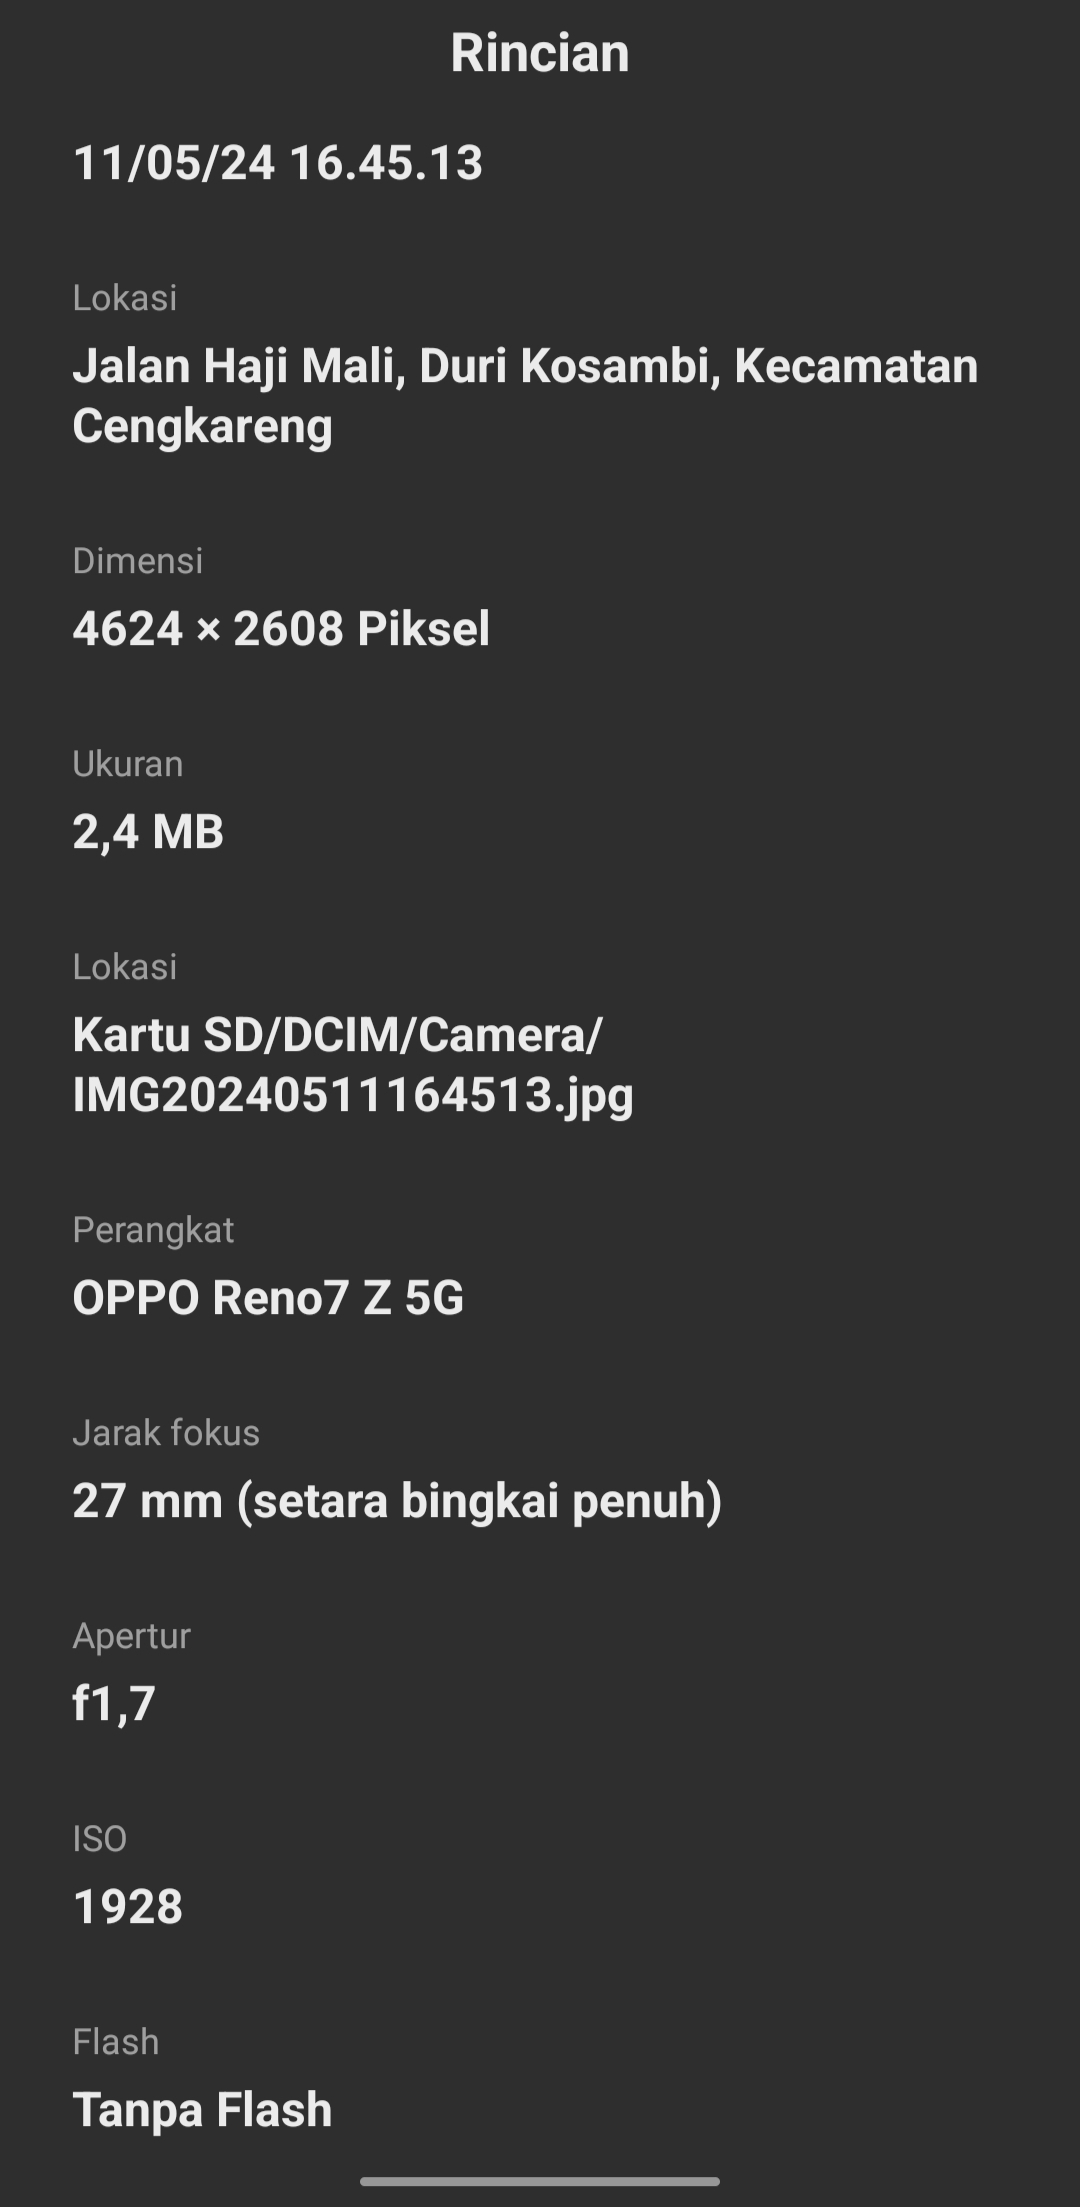 Rincian
11/05/24 16.45.13
Lokasi
Jalan Haji Mali, Duri Kosambi, Kecamatan
Cengkareng
Dimensi
4624 × 2608 Piksel
Ukuran
2,4 MB
Lokasi
Kartu SD/DCIM/Camera/
IMG20240511164513.jpg
Perangkat
OPPO Reno7 Z 5G
Jarak fokus
27 mm (setara bingkai penuh)
Apertur
f1,7
ISO
1928
Flash
Tanpa Flash